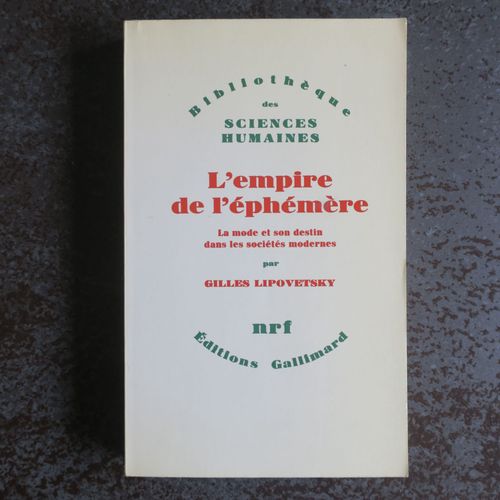 Bibliothèque
des
SCIENCES
HUMAINES
L'empire
de l'éphémère
La mode et son destin
dans les sociétés modernes
par
GILLES LIPOVETSKY
nrf
Éditions Gallimard